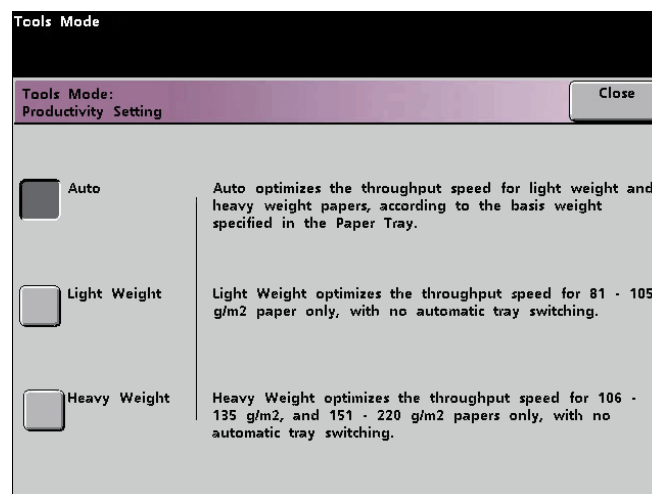 Tools Mode
Tools Mode:
Close
Productivity Setting
Auto
Auto optimizes the throughput speed for light weight and
heavy weight papers, according to the basis weight
specified in the Paper Tray.
Light Weight
Light Weight optimizes the throughput speed for 81 - 105
g/m2 paper only, with no automatic tray switching.
Heavy Weight
Heavy Weight optimizes the throughput speed for 106 -
135 g/m2, and 151 - 220 g/m2 papers only, with no
automatic tray switching.